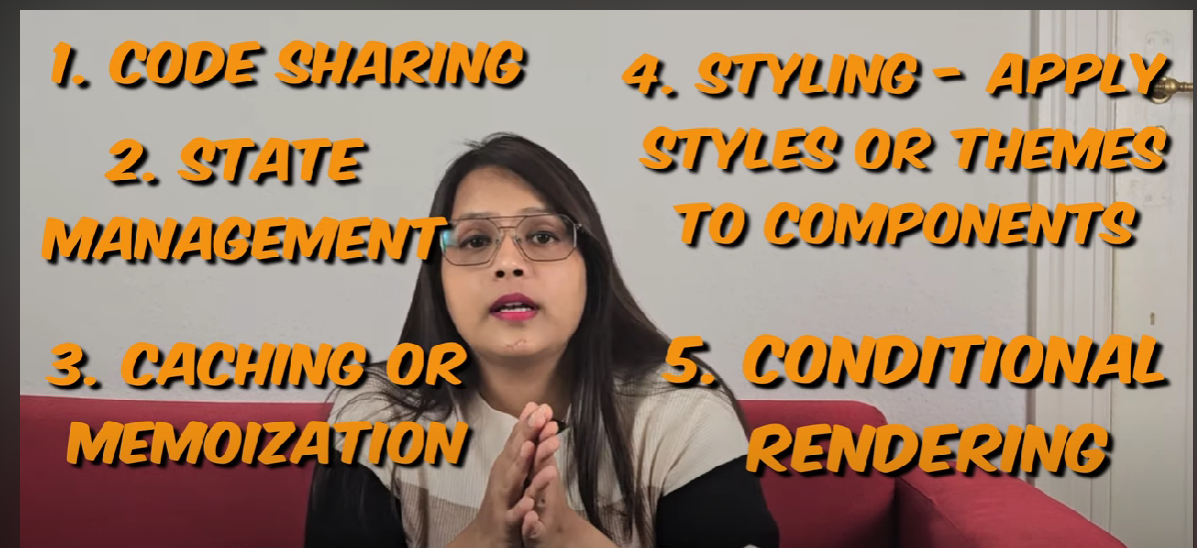 1. CODE SHARING
2. STATE
MANAGEMENT
3. CACHING OR
MEMOIZATION
4. STYLING - APPLY
STYLES OR THEMES
TO COMPONENTS
5. CONDITIONAL
RENDERING